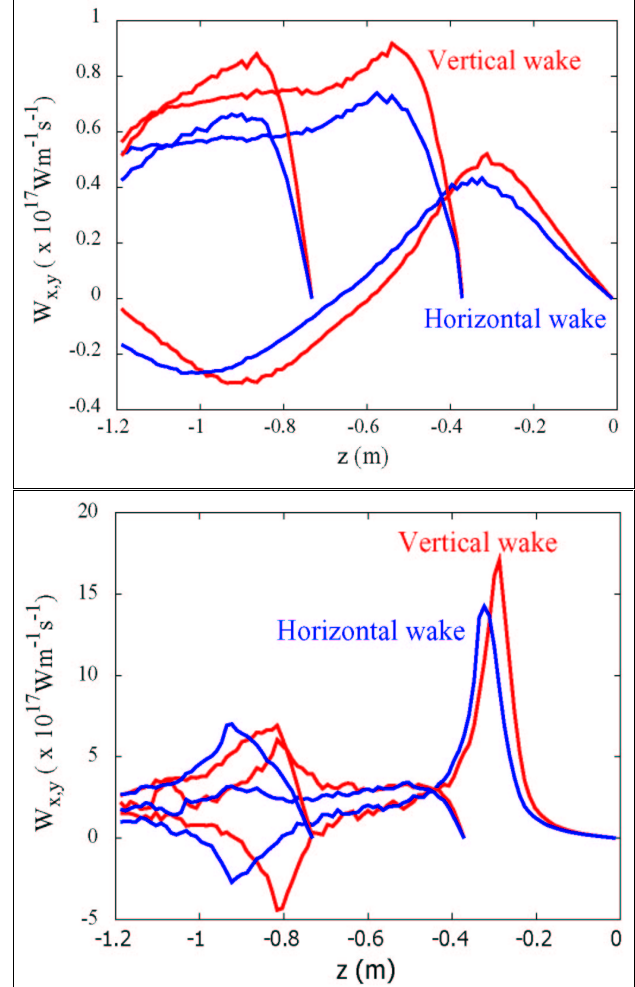 1
0.8
0.6
0.4
0.2
0
-0.2
-0.4
-1.2 -1 -0.8 -0.6 -0.4 -0.2 0
W x,y ( x 10^17 Wm^-1 s^-1 )
z (m)
Vertical wake
Horizontal wake
20
15
10
5
0
-5
-1.2 -1 -0.8 -0.6 -0.4 -0.2 0
W x,y ( x 10^17 Wm^-1 s^-1 )
z (m)
Vertical wake
Horizontal wake